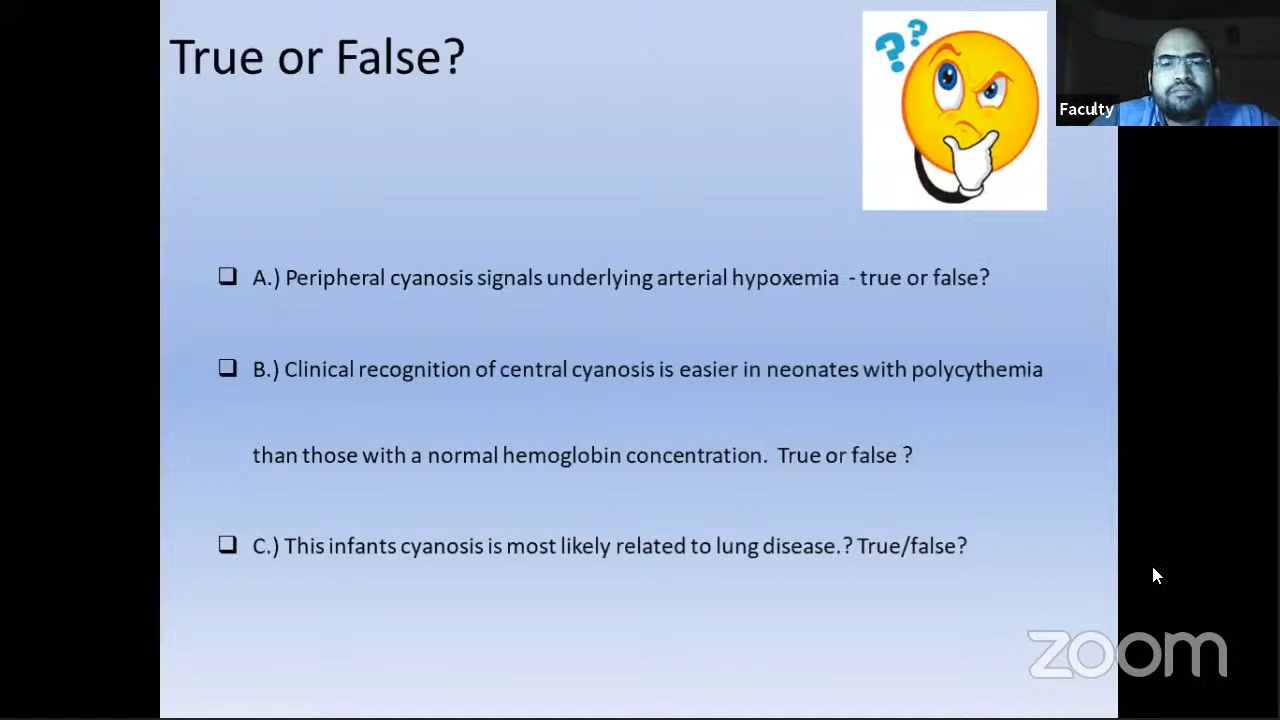 True or False?
? ?
Faculty
A.) Peripheral cyanosis signals underlying arterial hypoxemia - true or false?
B.) Clinical recognition of central cyanosis is easier in neonates with polycythemia
than those with a normal hemoglobin concentration. True or false ?
C.) This infants cyanosis is most likely related to lung disease.? True/false?
zoom